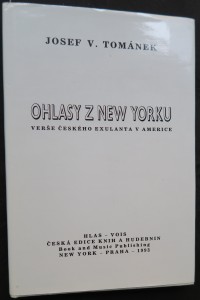 JOSEF V. TOMÁNEK
OHLASY Z NEW YORKU
VERŠE ČESKÉHO EXULANTA V AMERICE
HLAS - VOIS
ČESKÁ EDICE KNIH A HUDEBNIN
Book and Music Publishing
NEW YORK - PRAHA - 1992